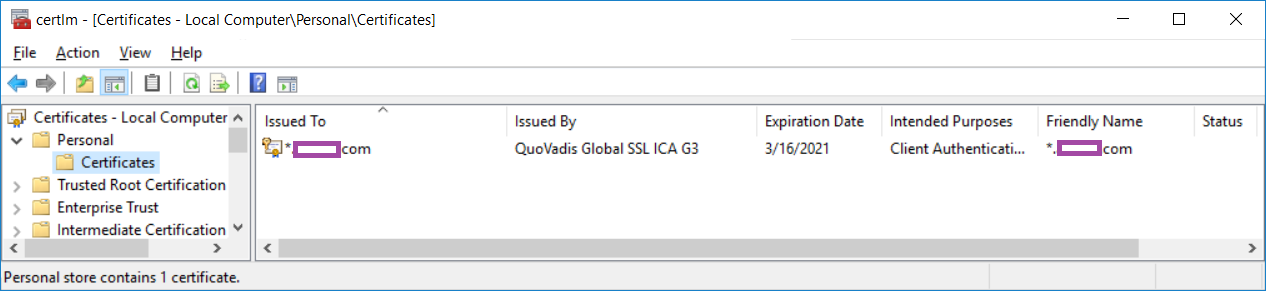 certlm - [Certificates - Local Computer\Personal\Certificates]
File Action View Help
Certificates - Local Computer
Personal
Certificates
Trusted Root Certification
Enterprise Trust
Intermediate Certification
Issued To Issued By Expiration Date Intended Purposes Friendly Name Status
*. com QuoVadis Global SSL ICA G3 3/16/2021 Client Authenticati... *. com
Personal store contains 1 certificate.